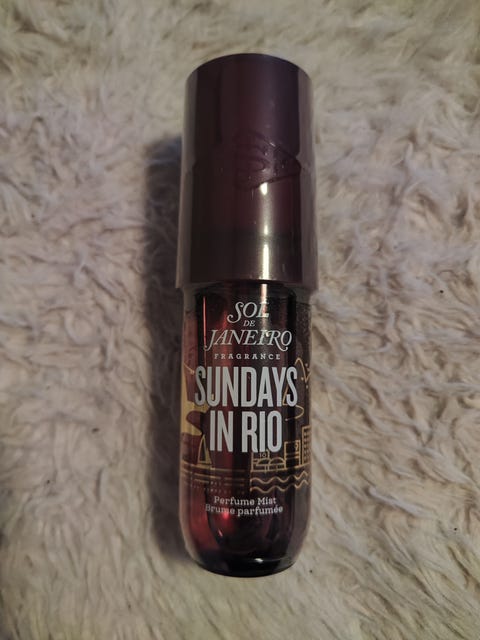 SOL
DE
JANEIRO
FRAGRANCE
SUNDAYS
IN RIO
Perfume Mist
Brume parfumée